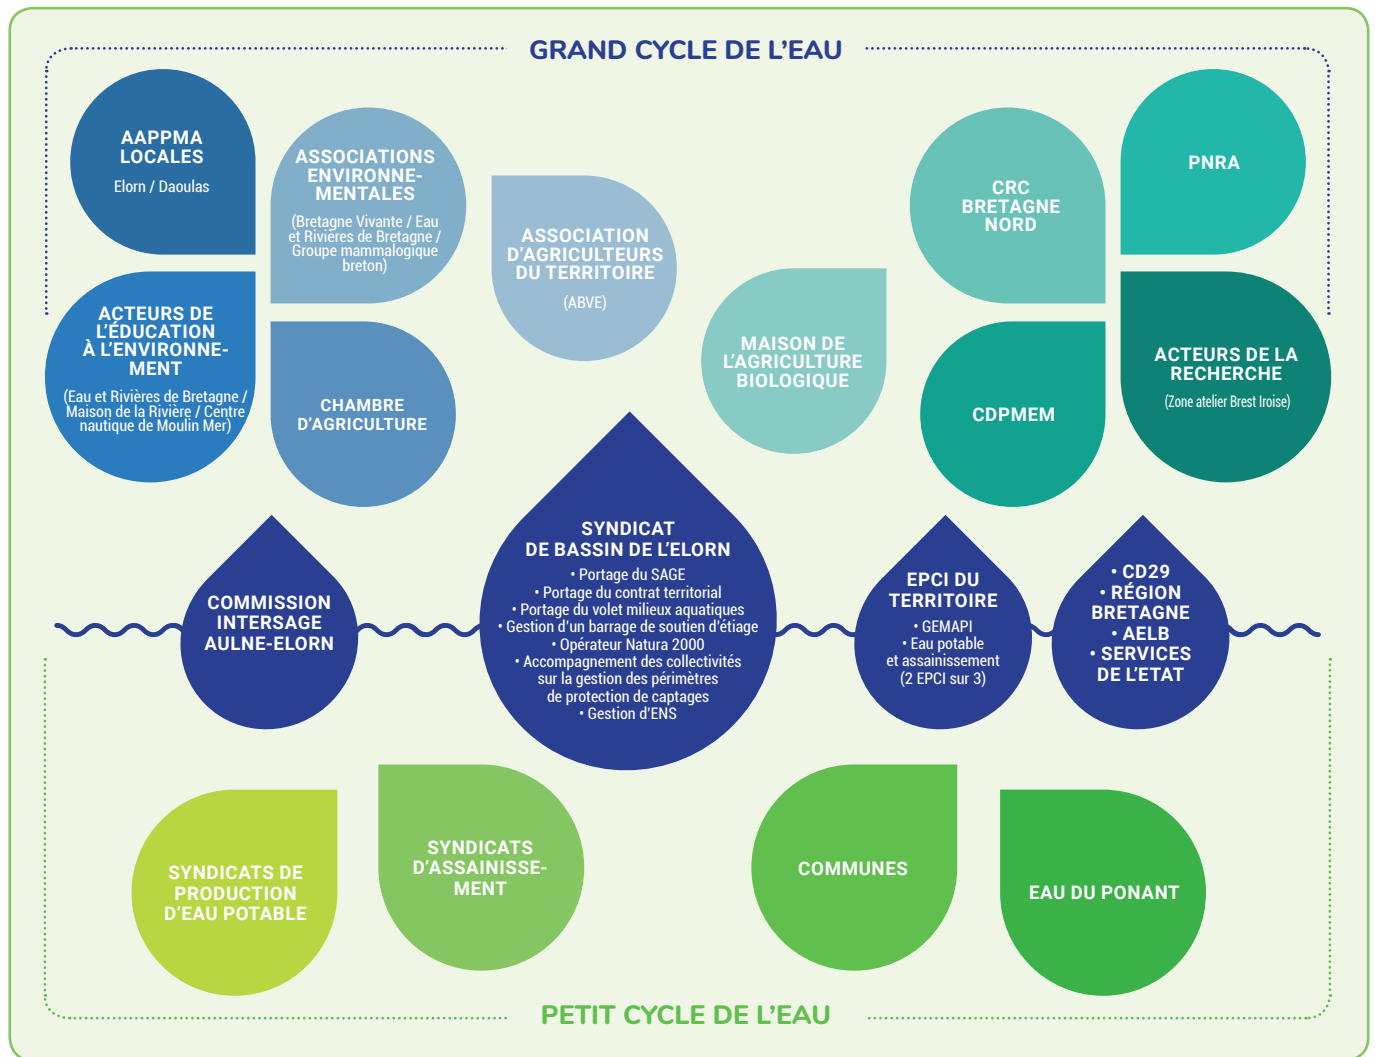 GRAND CYCLE DE L'EAU
AAPPMA
LOCALES
Elorn / Daoulas
ASSOCIATIONS
ENVIRONNE-
MENTALES
(Bretagne Vivante / Eau
et Rivières de Bretagne /
Groupe mammalogique
breton)
ASSOCIATION
D'AGRICULTEURS
DU TERRITOIRE
(ABVE)
CRC
BRETAGNE
NORD
PNRA
ACTEURS DE
L'ÉDUCATION
À L'ENVIRONNE-
MENT
(Eau et Rivières de Bretagne /
Maison de la Rivière / Centre
nautique de Moulin Mer)
CHAMBRE
D'AGRICULTURE
MAISON DE
L'AGRICULTURE
BIOLOGIQUE
CDPMEM
ACTEURS DE LA
RECHERCHE
(Zone atelier Brest Iroise)
COMMISSION
INTERSAGE
AULNE-ELORN
SYNDICAT
DE BASSIN DE L'ELORN
• Portage du SAGE
• Portage du contrat territorial
• Portage du volet milieux aquatiques
• Gestion d'un barrage de soutien d'étiage
• Opérateur Natura 2000
• Accompagnement des collectivités
sur la gestion des périmètres
de protection de captages
• Gestion d'ENS
EPCI DU
TERRITOIRE
• GEMAPI
• Eau potable
et assainissement
(2 EPCI sur 3)
• CD29
• RÉGION
BRETAGNE
• AELB
• SERVICES
DE L'ETAT
SYNDICATS DE
PRODUCTION
D'EAU POTABLE
SYNDICATS
D'ASSAINISSE-
MENT
COMMUNES
EAU DU PONANT
PETIT CYCLE DE L'EAU